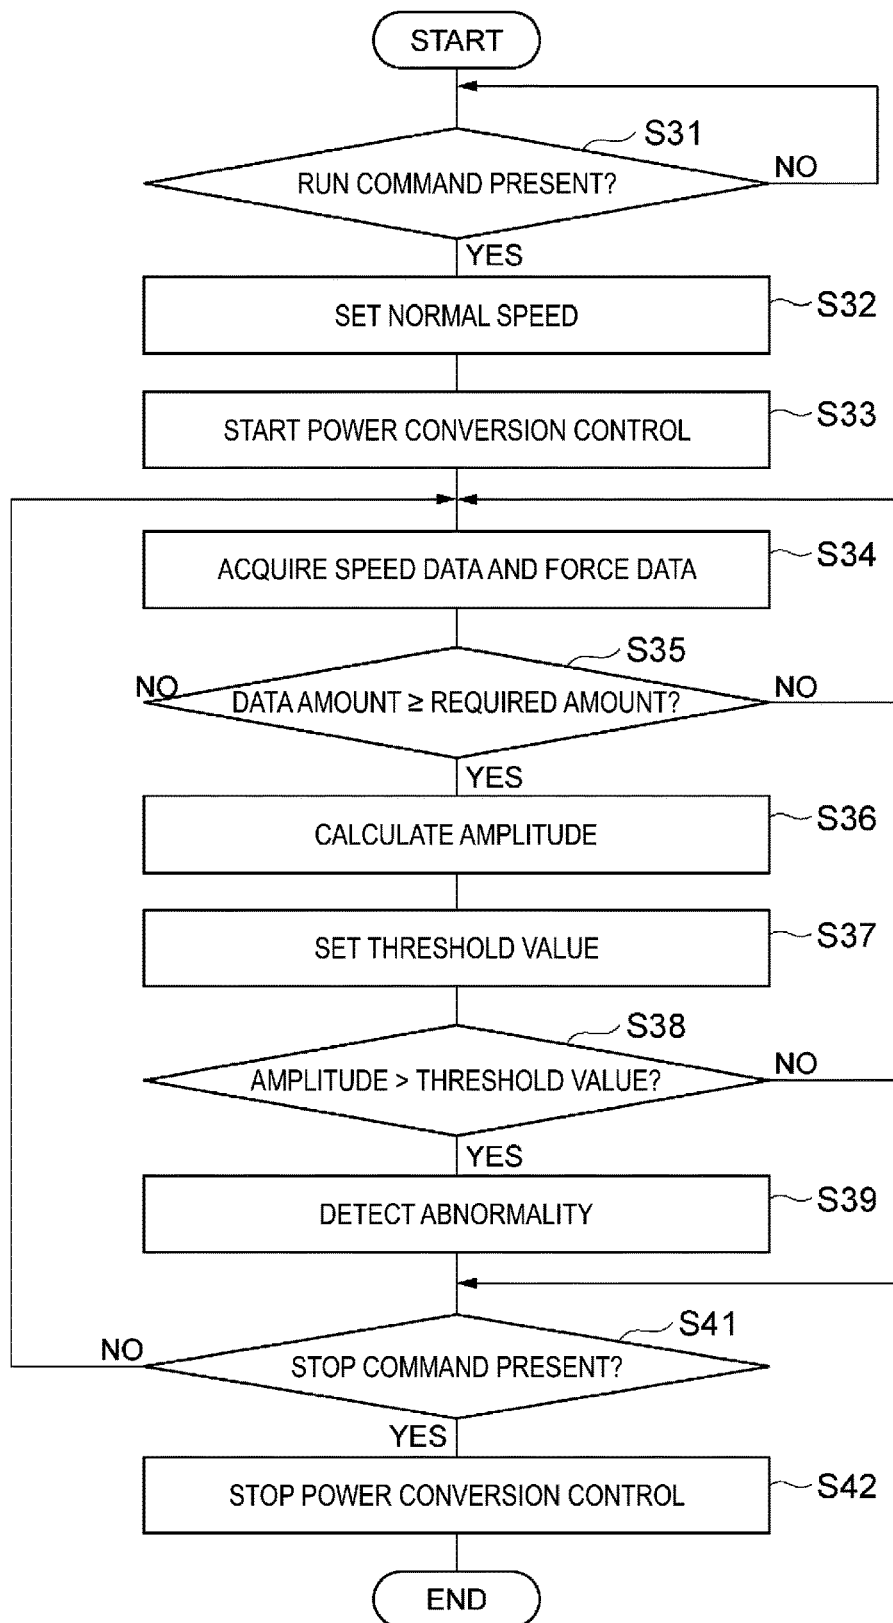 START
S31
RUN COMMAND PRESENT?
NO
YES
SET NORMAL SPEED
S32
START POWER CONVERSION CONTROL
S33
ACQUIRE SPEED DATA AND FORCE DATA
S34
S35
NO
DATA AMOUNT ≥ REQUIRED AMOUNT?
NO
YES
CALCULATE AMPLITUDE
S36
SET THRESHOLD VALUE
S37
S38
AMPLITUDE > THRESHOLD VALUE?
NO
YES
DETECT ABNORMALITY
S39
S41
NO
STOP COMMAND PRESENT?
YES
STOP POWER CONVERSION CONTROL
S42
END